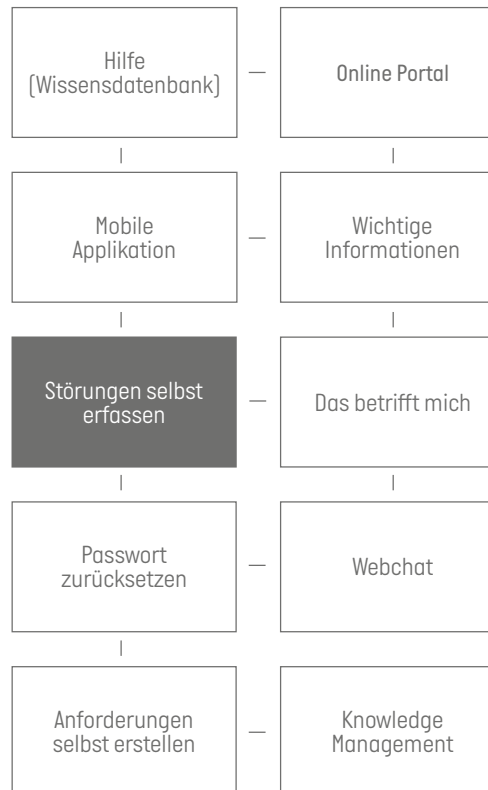 Hilfe
(Wissensdatenbank)
Online Portal
Mobile
Applikation
Wichtige
Informationen
Störungen selbst
erfassen
Das betrifft mich
Passwort
zurücksetzen
Webchat
Anforderungen
selbst erstellen
Knowledge
Management